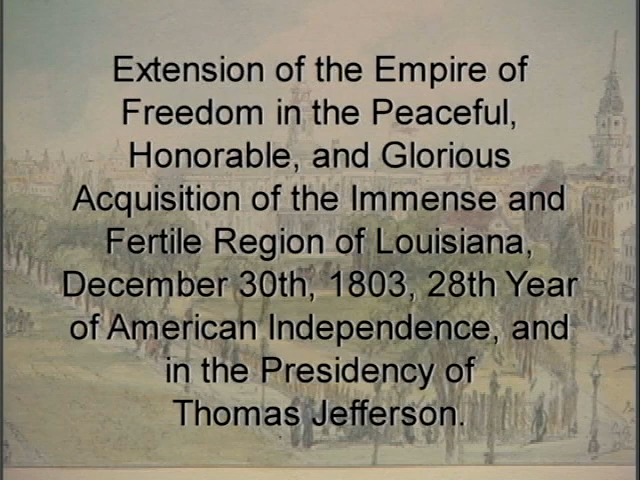 Extension of the Empire of
Freedom in the Peaceful,
Honorable, and Glorious
Acquisition of the Immense and
Fertile Region of Louisiana,
December 30th, 1803, 28th Year
of American Independence, and
in the Presidency of
Thomas Jefferson.